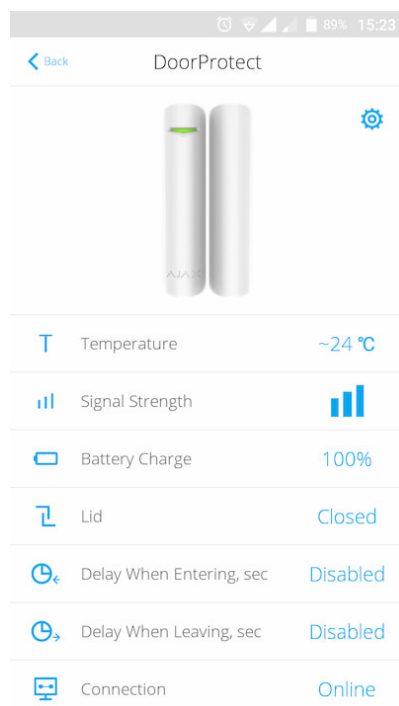 89% 15:23
Back DoorProtect
AJAX
T Temperature ~24 °C
Signal Strength
Battery Charge 100%
Lid Closed
Delay When Entering, sec Disabled
Delay When Leaving, sec Disabled
Connection Online